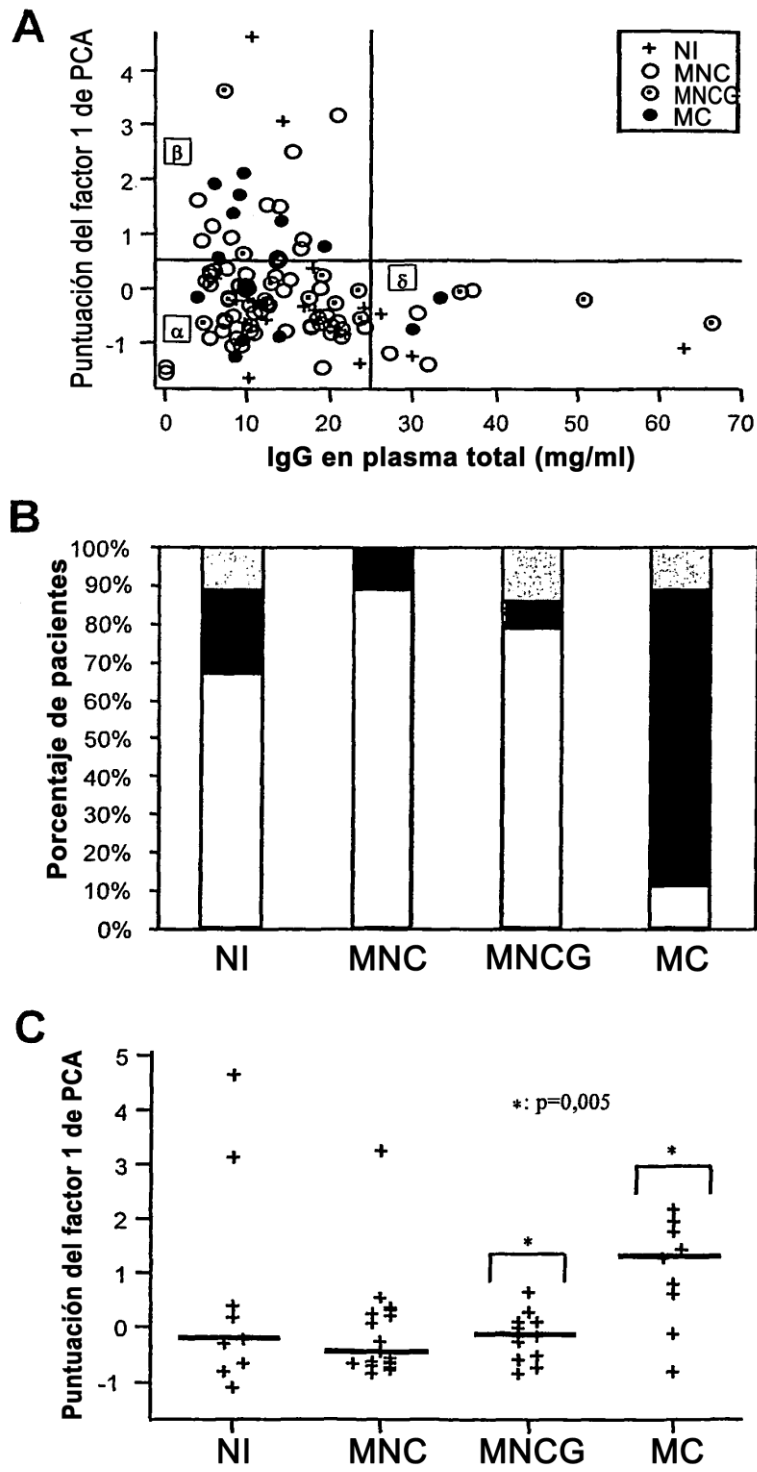 A
Puntuación del factor 1 de PCA
4
3
2
1
0
-1
β
α
δ
NI
MNC
MNCG
MC
0 10 20 30 40 50 60 70
IgG en plasma total (mg/ml)
B
Porcentaje de pacientes
100%
90%
80%
70%
60%
50%
40%
30%
20%
10%
0%
NI MNC MNCG MC
C
Puntuación del factor 1 de PCA
5
4
3
2
1
0
-1
*: p=0,005
*
*
NI MNC MNCG MC